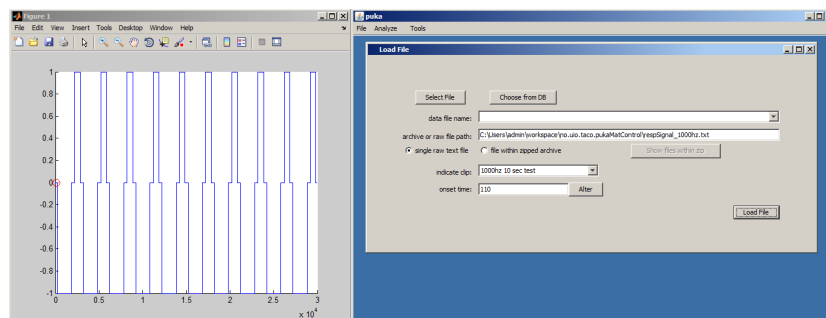 Figure 1
File Edit View Insert Tools Desktop Window Help
1
0.8
0.6
0.4
0.2
0
-0.2
-0.4
-0.6
-0.8
-1
0 0.5 1 1.5 2 2.5 3
x 10^4
puka
File Analyze Tools
Load File
Select File Choose from DB
data file name:
archive or raw file path: C:\Users\admin\workspace\no.uio.taco.pukaMatControl\respSignal_1000hz.txt
single raw text file file within zipped archive Show files within zip
indicate clip: 1000hz 10 sec test
onset time: 110 Alter
Load File